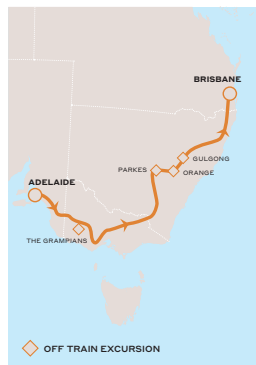 BRISBANE
GULGONG
PARKES
ORANGE
ADELAIDE
THE GRAMPIANS
OFF TRAIN EXCURSION